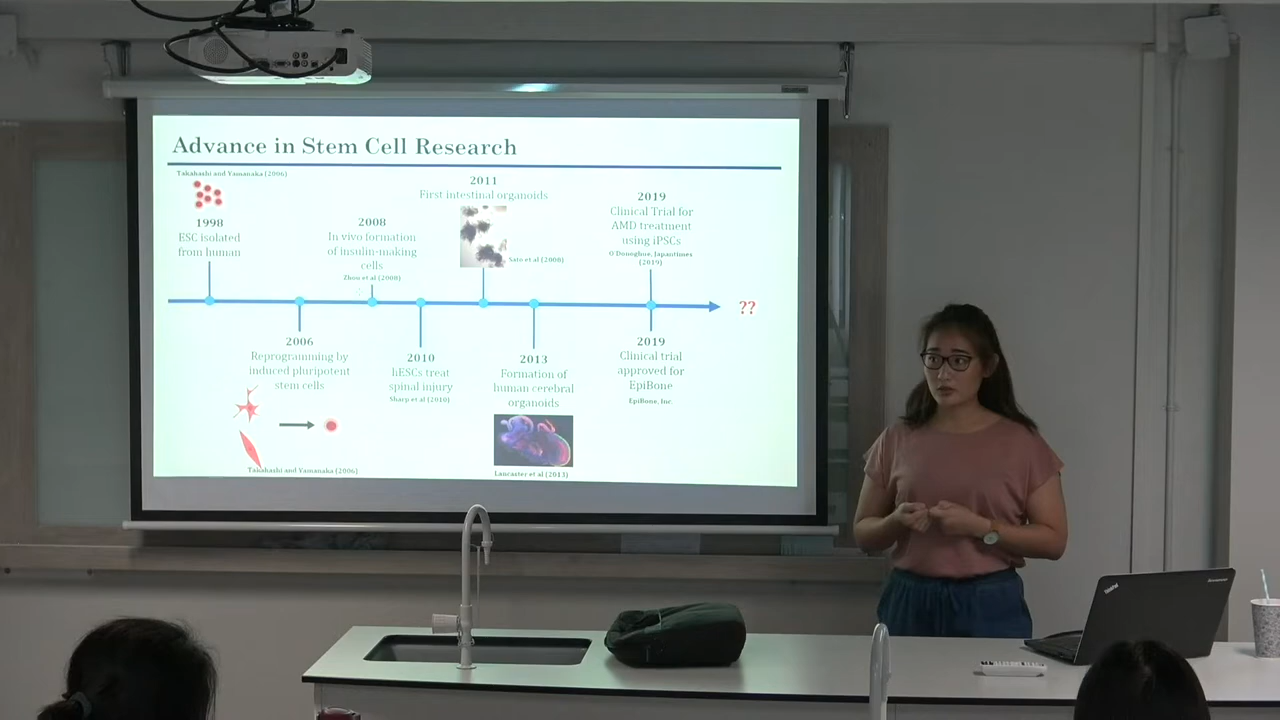 Advance in Stem Cell Research
Takahashi and Yamanaka (2006)
1998
ESC isolated
from human
2006
Reprogramming by
induced pluripotent
stem cells
Takahashi and Yamanaka (2006)
2008
In vivo formation
of insulin-making
cells
Zhou et al (2008)
2010
hESCs treat
spinal injury
Sharp et al (2010)
2011
First intestinal organoids
Sato et al (2008)
2013
Formation of
human cerebral
organoids
Lancaster et al (2013)
2019
Clinical Trial for
AMD treatment
using iPSCs
O Donoghoe, Japantimes
(2019)
2019
Clinical trial
approved for
EpiBone
EpiBone, Inc.
??
ThinkPad